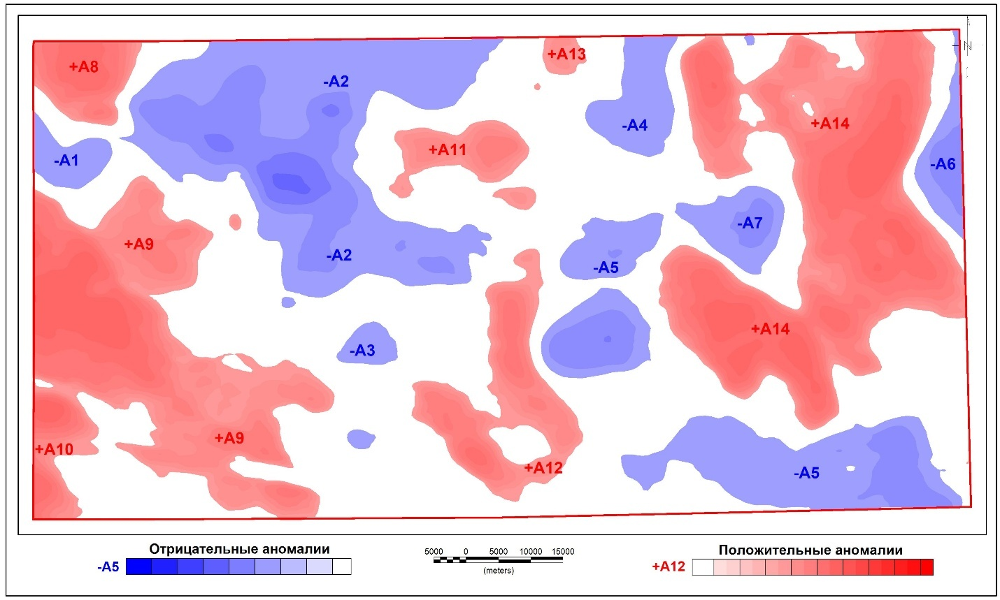 +A8
-A2
+A13
N
-A4
+A14
-A1
+A11
-A6
-A7
+A9
-A2
-A5
+A14
-A3
+A9
+A10
+A12
-A5
Отрицательные аномалии
-A5
5000 0 5000 10000 15000
(meters)
Положительные аномалии
+A12